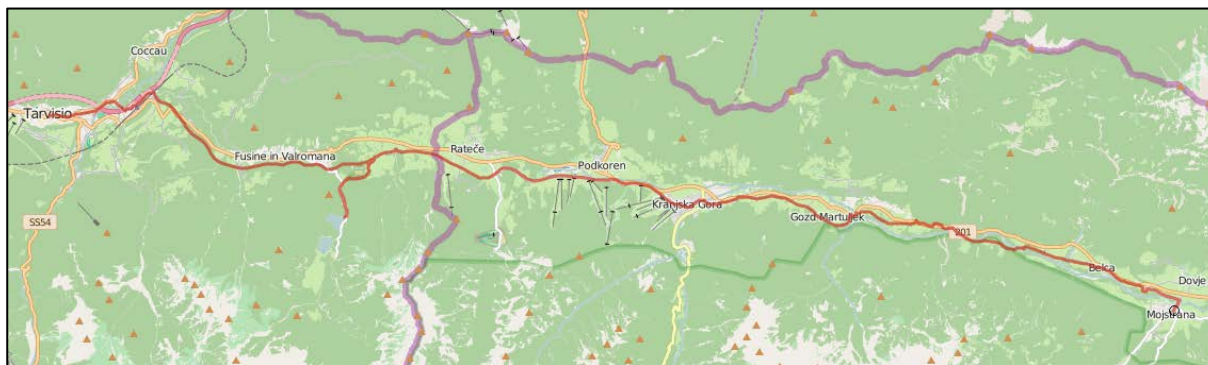 Coccau
Tarvisio
Fusine in Valromana
Rateče
Podkoren
Kranjska Gora
Gozd Martuljek
SS54
201
Belca
Dovje
Mojstrana